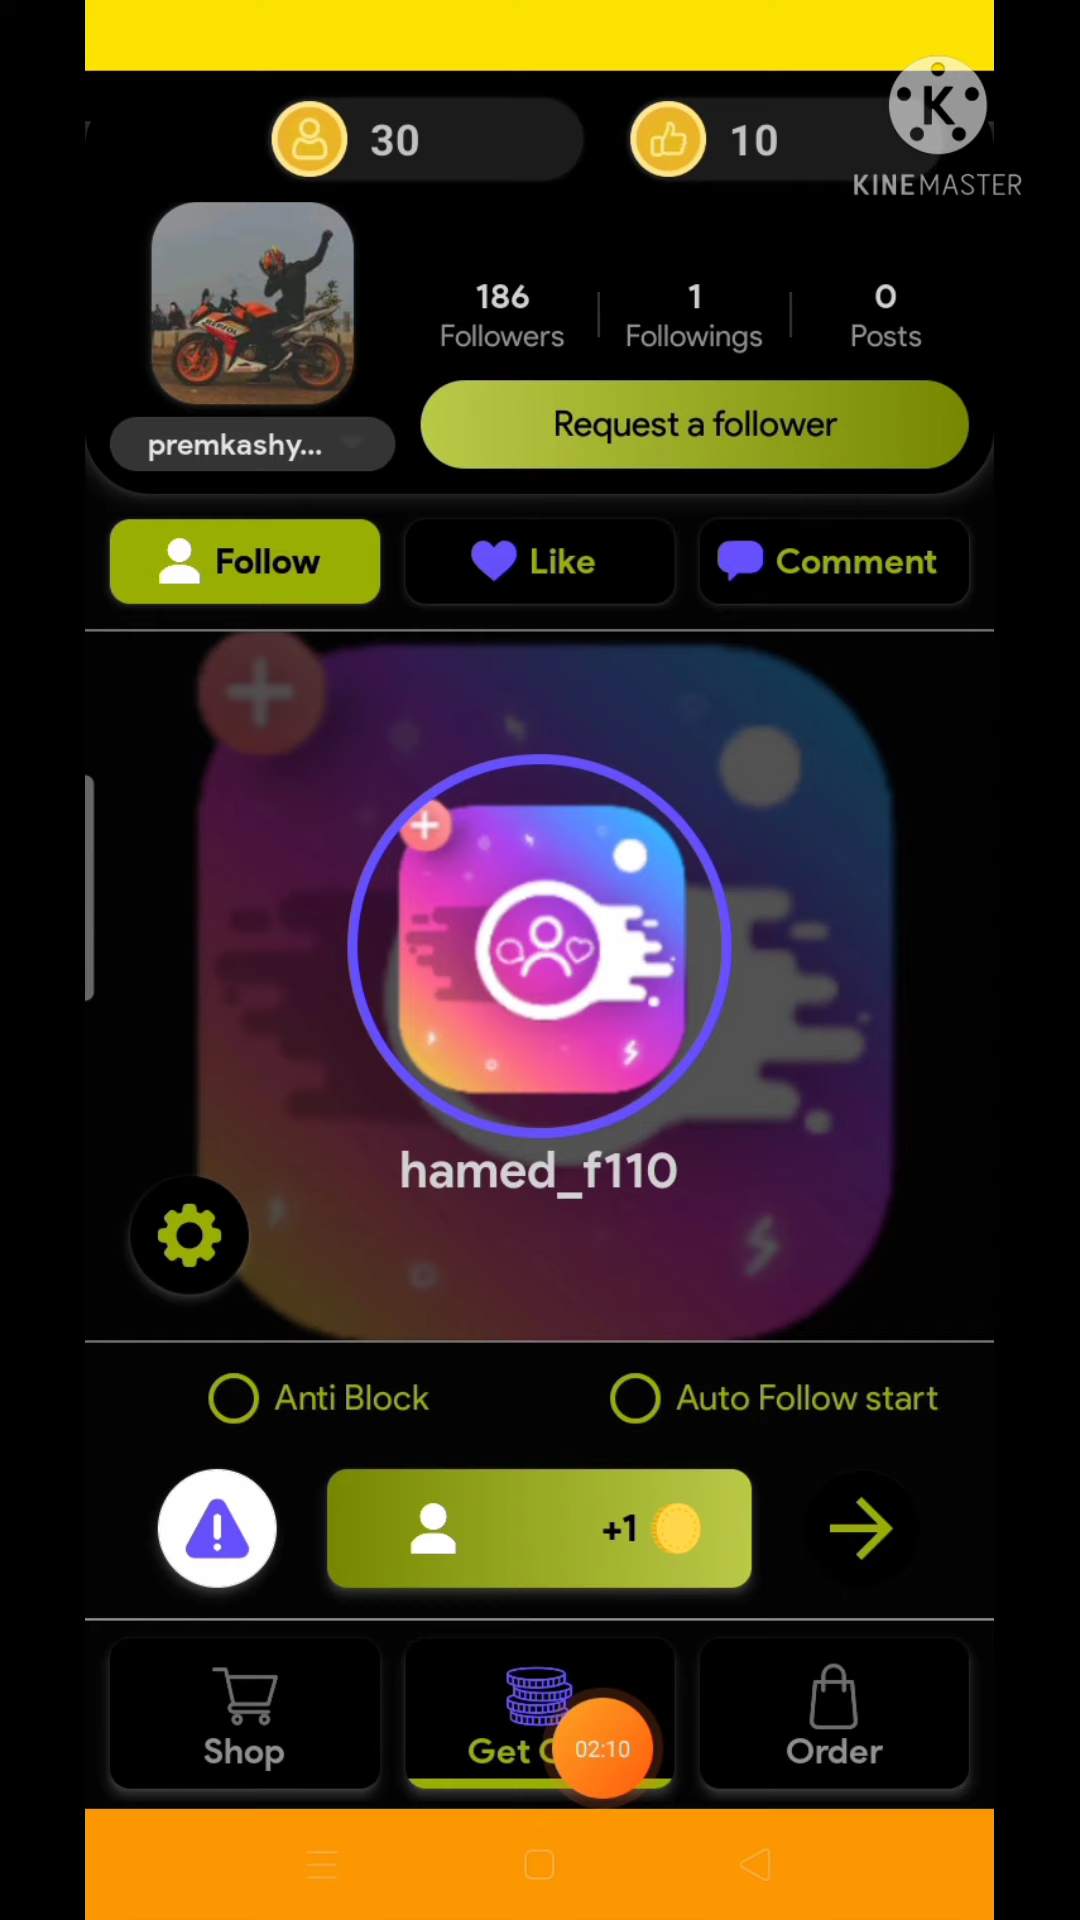 30
10
KINEMASTER
186
1
0
Followers
Followings
Posts
Request a follower
premkashy...
Follow
Like
Comment
hamed_f110
Anti Block
Auto Follow start
+1
Shop
Get
02:10
Order